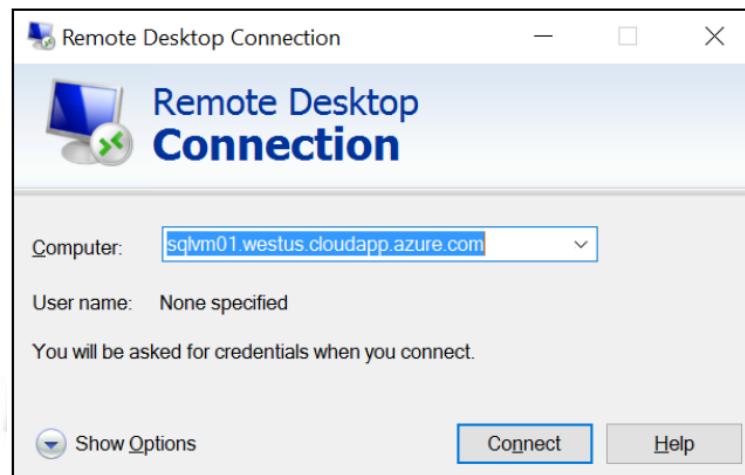 Remote Desktop Connection
Remote Desktop
Connection
Computer: sqlvm01.westus.cloudapp.azure.com
User name: None specified
You will be asked for credentials when you connect.
Show Options Connect Help